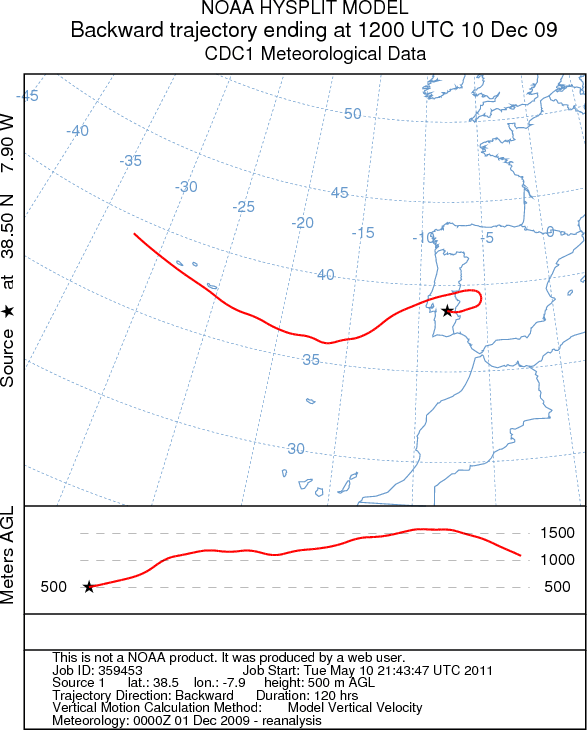 NOAA HYSPLIT MODEL
Backward trajectory ending at 1200 UTC 10 Dec 09
CDC1 Meteorological Data
Source ★ at 38.50 N 7.90 W
-45
-40
-35
-30
-25
-20
-15
-10
-5
0
50
45
40
35
30
Meters AGL
1500
1000
500
500
This is not a NOAA product. It was produced by a web user.
Job ID: 359453 Job Start: Tue May 10 21:43:47 UTC 2011
Source 1 lat.: 38.5 lon.: -7.9 height: 500 m AGL
Trajectory Direction: Backward Duration: 120 hrs
Vertical Motion Calculation Method: Model Vertical Velocity
Meteorology: 0000Z 01 Dec 2009 - reanalysis